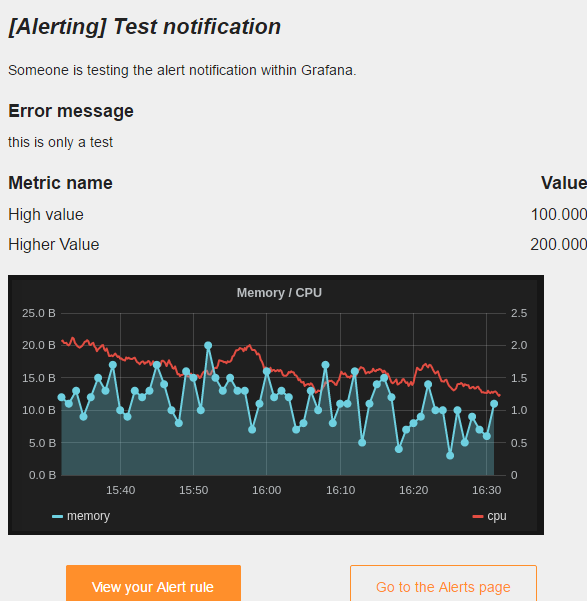 [Alerting] Test notification
Someone is testing the alert notification within Grafana.
Error message
this is only a test
Metric name Value
High value 100.000
Higher Value 200.000
Memory / CPU
25.0 B 2.5
20.0 B 2.0
15.0 B 1.5
10.0 B 1.0
5.0 B 0.5
0.0 B 0
15:40 15:50 16:00 16:10 16:20 16:30
memory cpu
View your Alert rule Go to the Alerts page